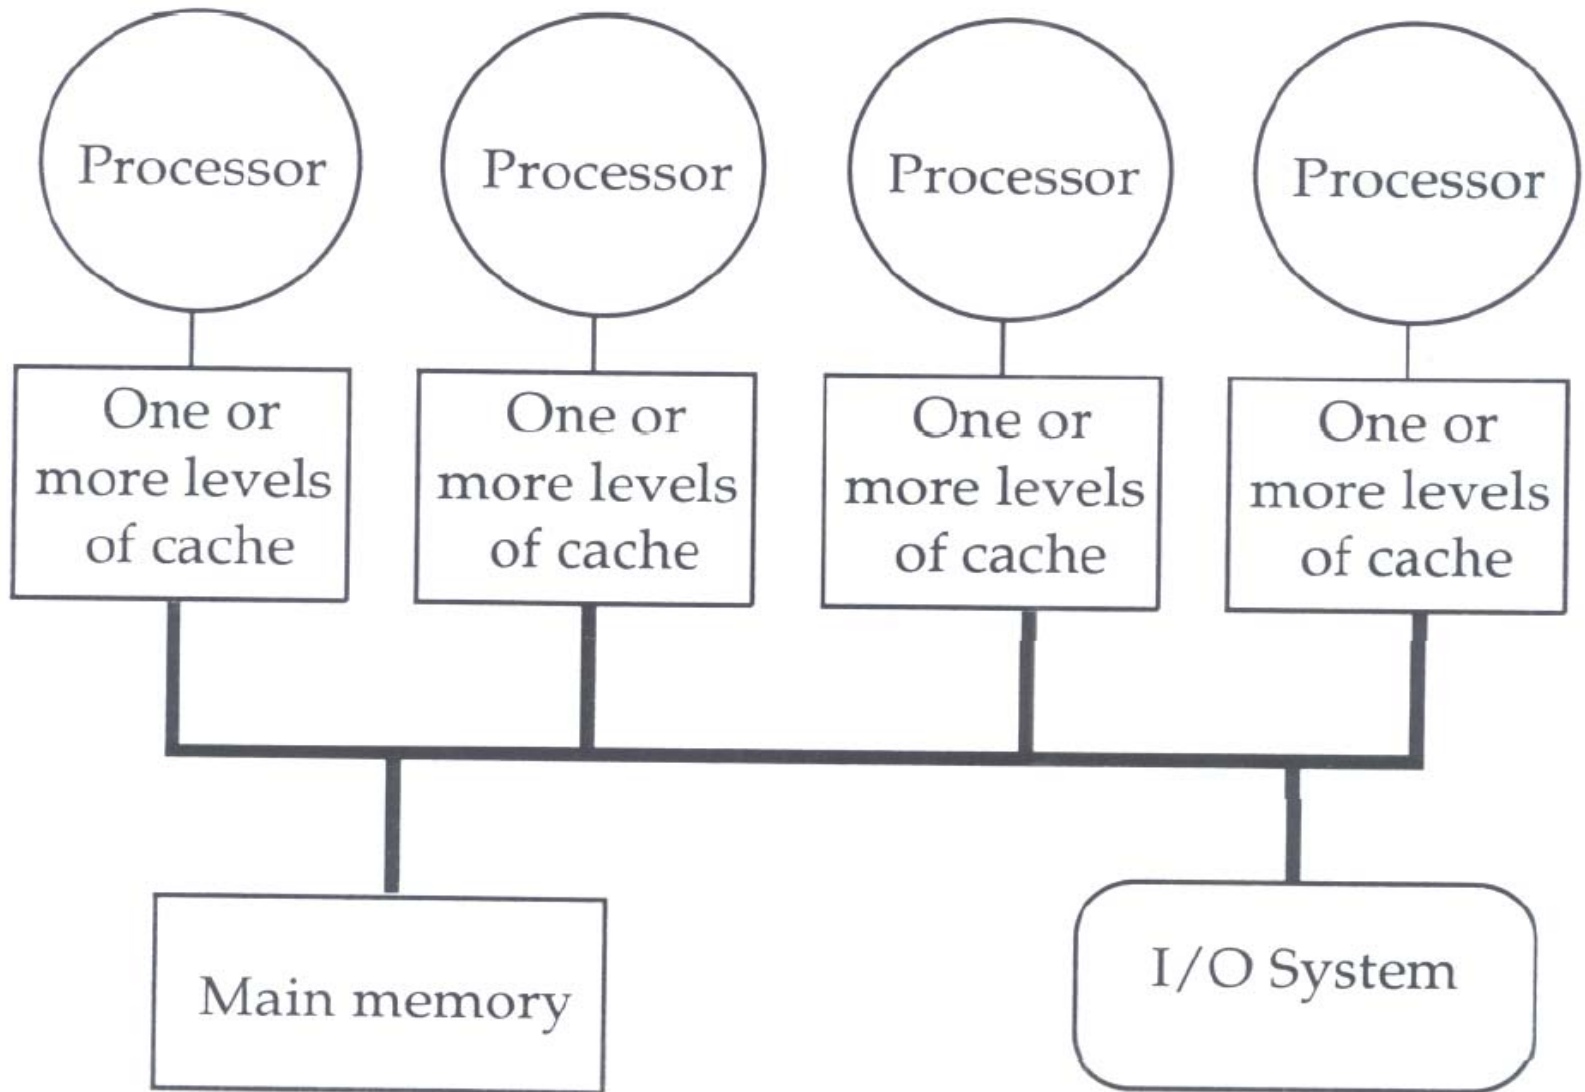 Processor
Processor
Processor
Processor
One or
more levels
of cache
One or
more levels
of cache
One or
more levels
of cache
One or
more levels
of cache
Main memory
I/O System